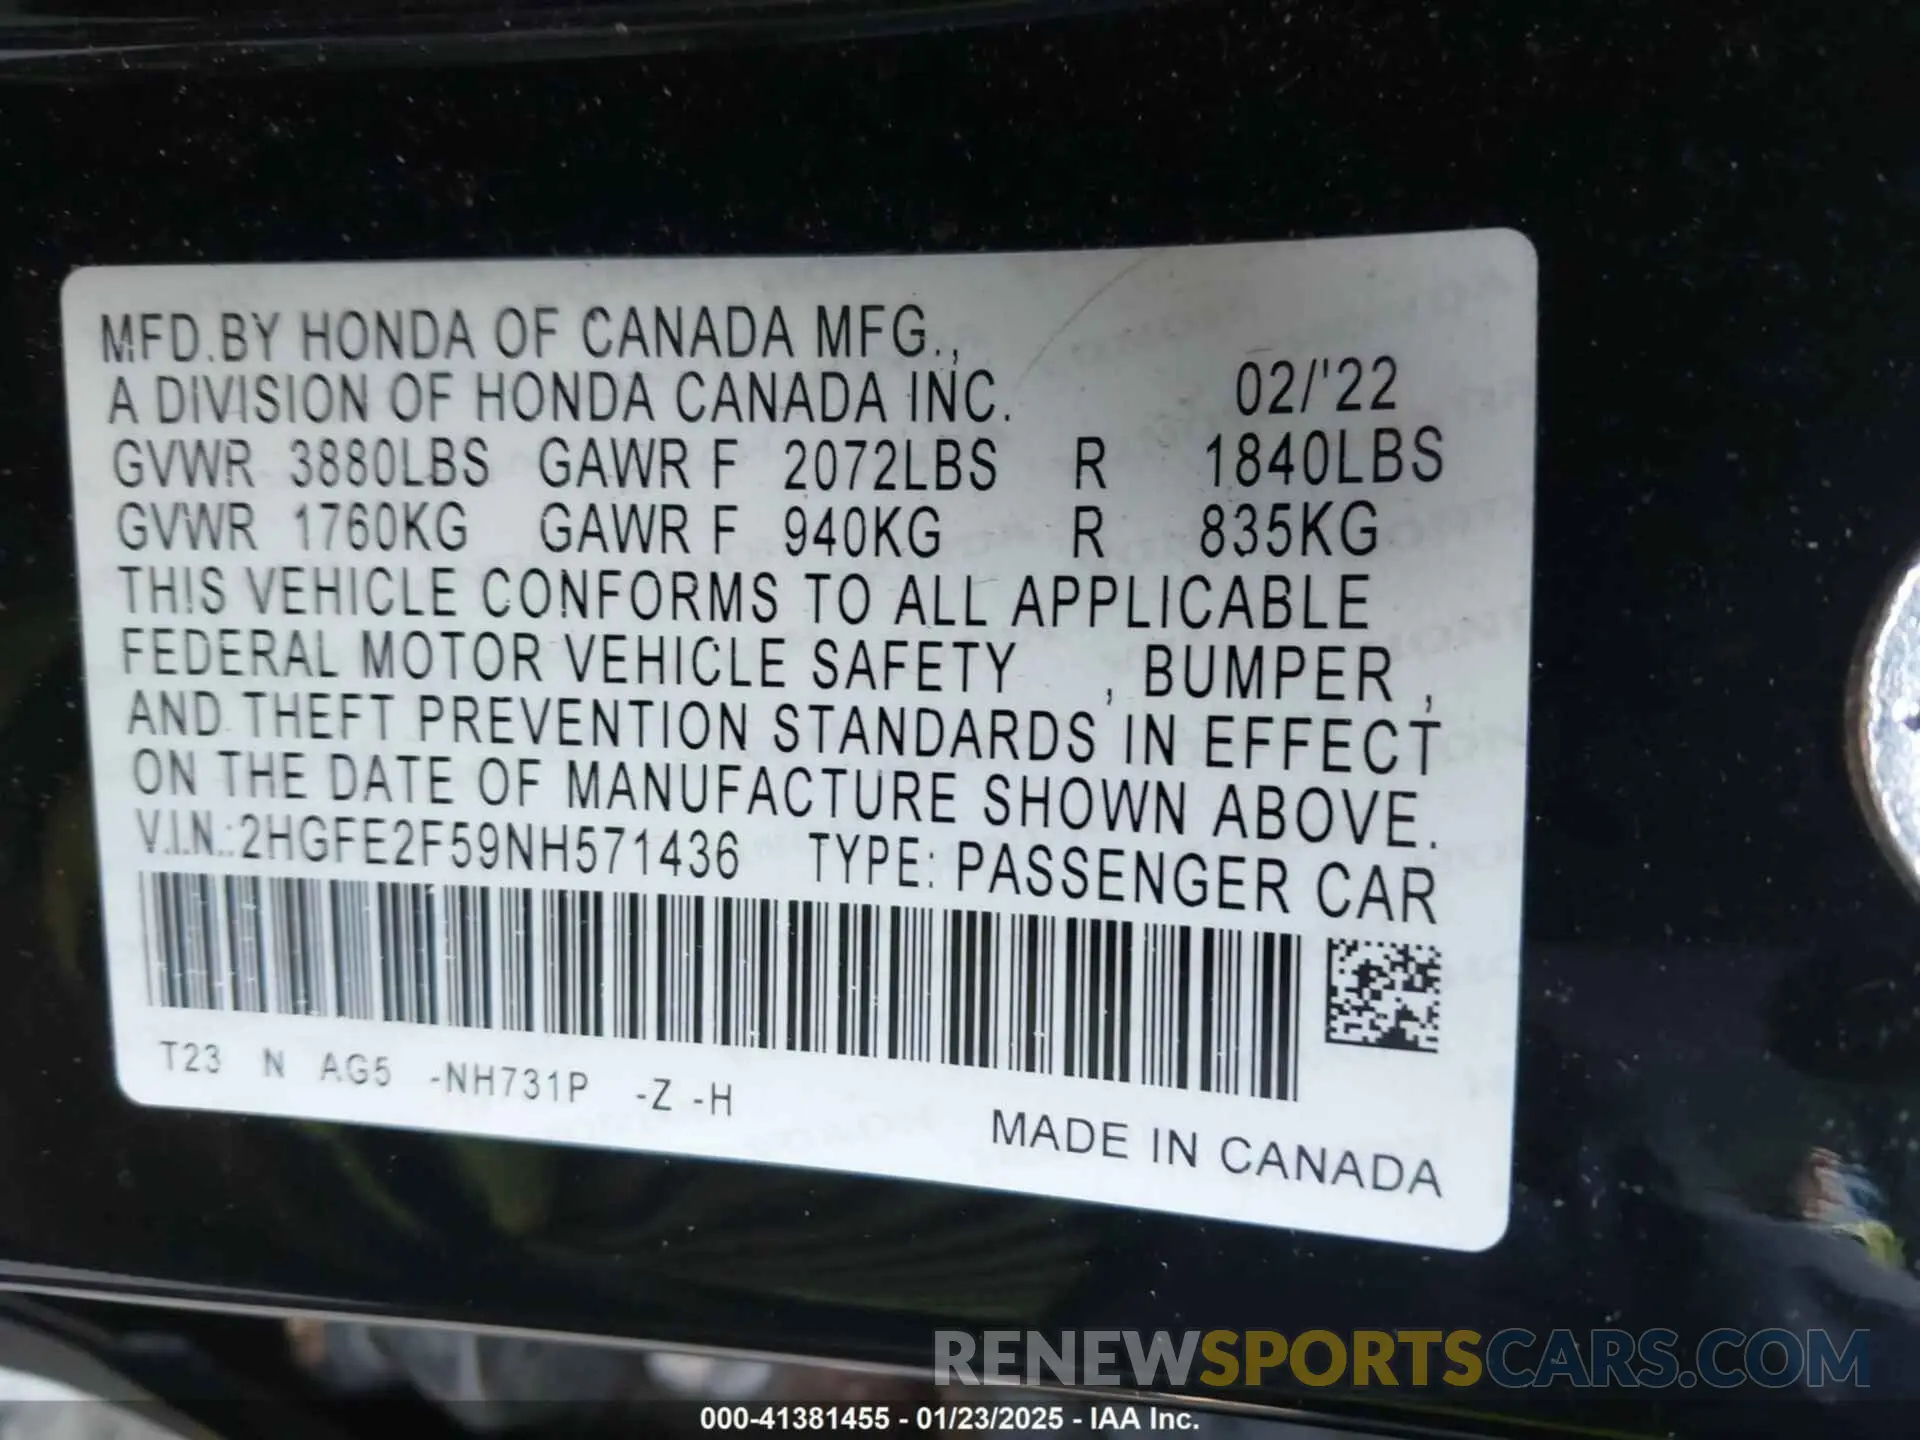 MFD.BY HONDA OF CANADA MFG.,
A DIVISION OF HONDA CANADA INC. 02/'22
GVWR 3880LBS GAWR F 2072LBS R 1840LBS
GVWR 1760KG GAWR F 940KG R 835KG
THIS VEHICLE CONFORMS TO ALL APPLICABLE
FEDERAL MOTOR VEHICLE SAFETY , BUMPER ,
AND THEFT PREVENTION STANDARDS IN EFFECT
ON THE DATE OF MANUFACTURE SHOWN ABOVE.
V.I.N.:2HGFE2F59NH571436 TYPE: PASSENGER CAR
T23 N AG5 -NH731P -Z -H
MADE IN CANADA
RENEWSPORTSCARS.COM
000-41381455 - 01/23/2025 - IAA Inc.